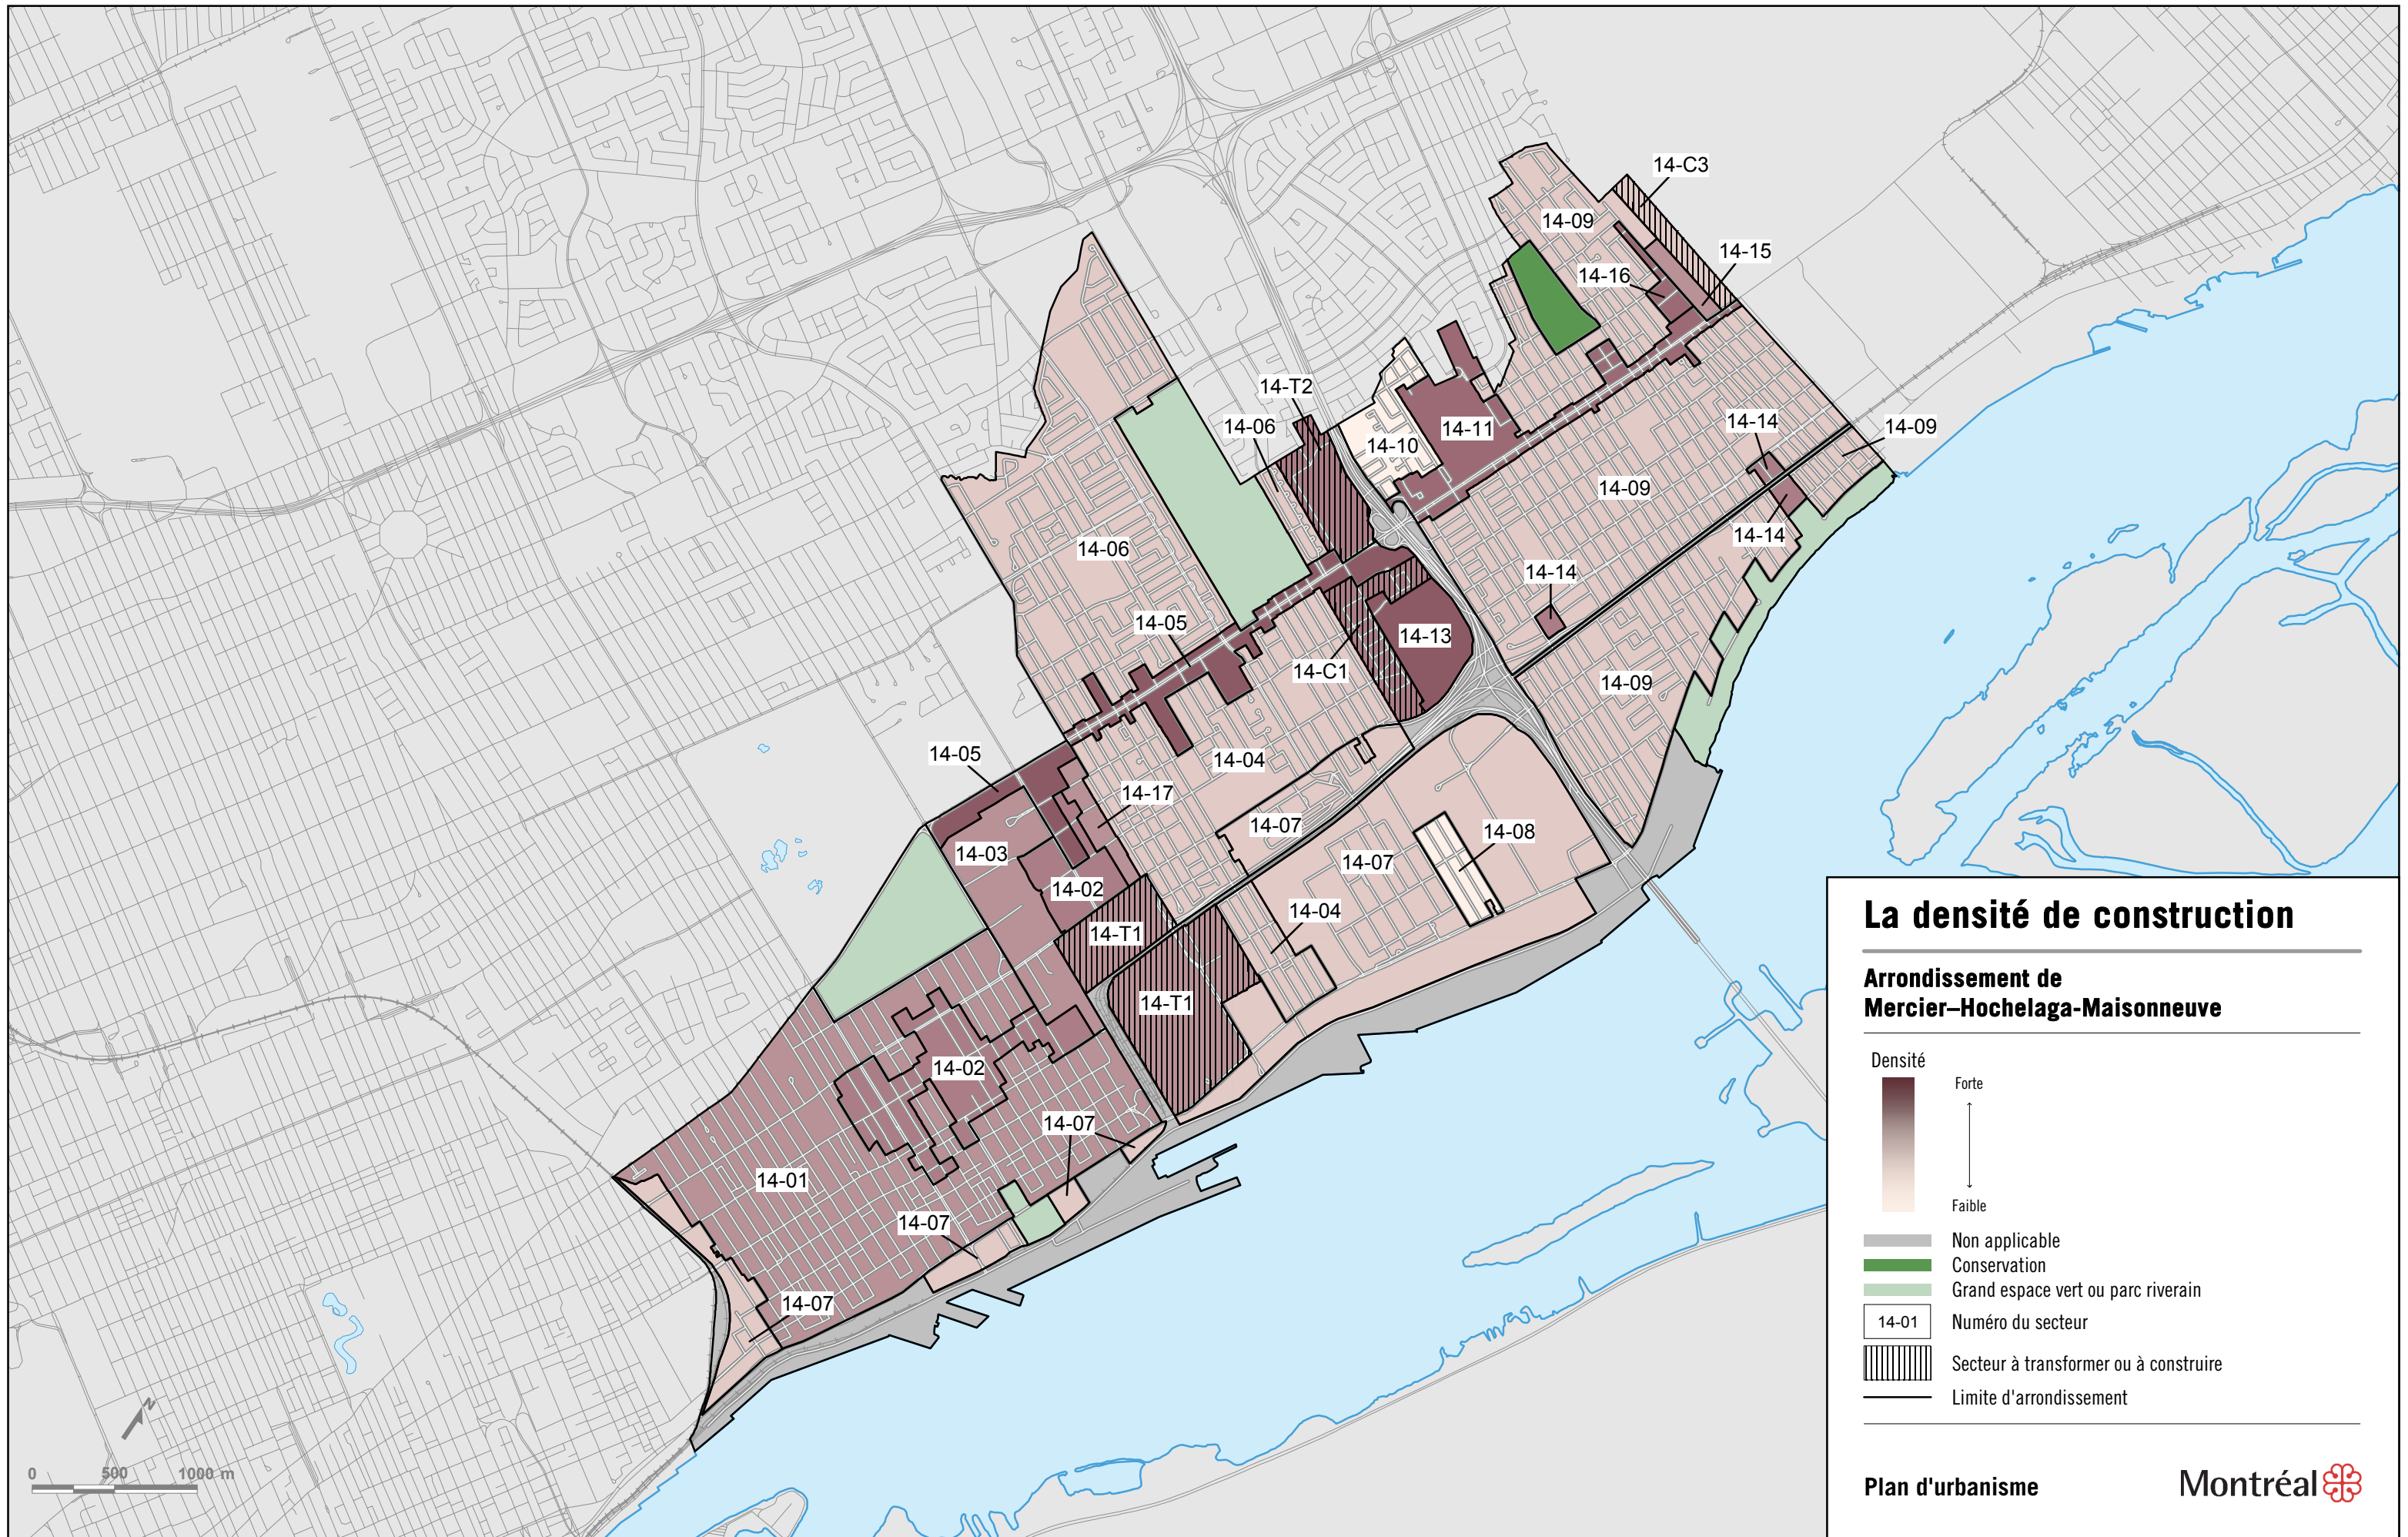 14-C3
14-09
14-15
14-16
14-T2
14-06
14-14
14-09
14-10
14-11
14-09
14-14
14-06
14-14
14-05
14-13
14-C1
14-09
14-05
14-04
14-17
14-07
14-08
14-03
14-07
14-02
14-04
14-T1
14-T1
14-02
14-07
14-01
14-07
14-07
N
0 500 1000 m
La densité de construction
Arrondissement de
Mercier–Hochelaga-Maisonneuve
Densité
Forte
Faible
Non applicable
Conservation
Grand espace vert ou parc riverain
14-01 Numéro du secteur
Secteur à transformer ou à construire
Limite d'arrondissement
Plan d'urbanisme
Montréal